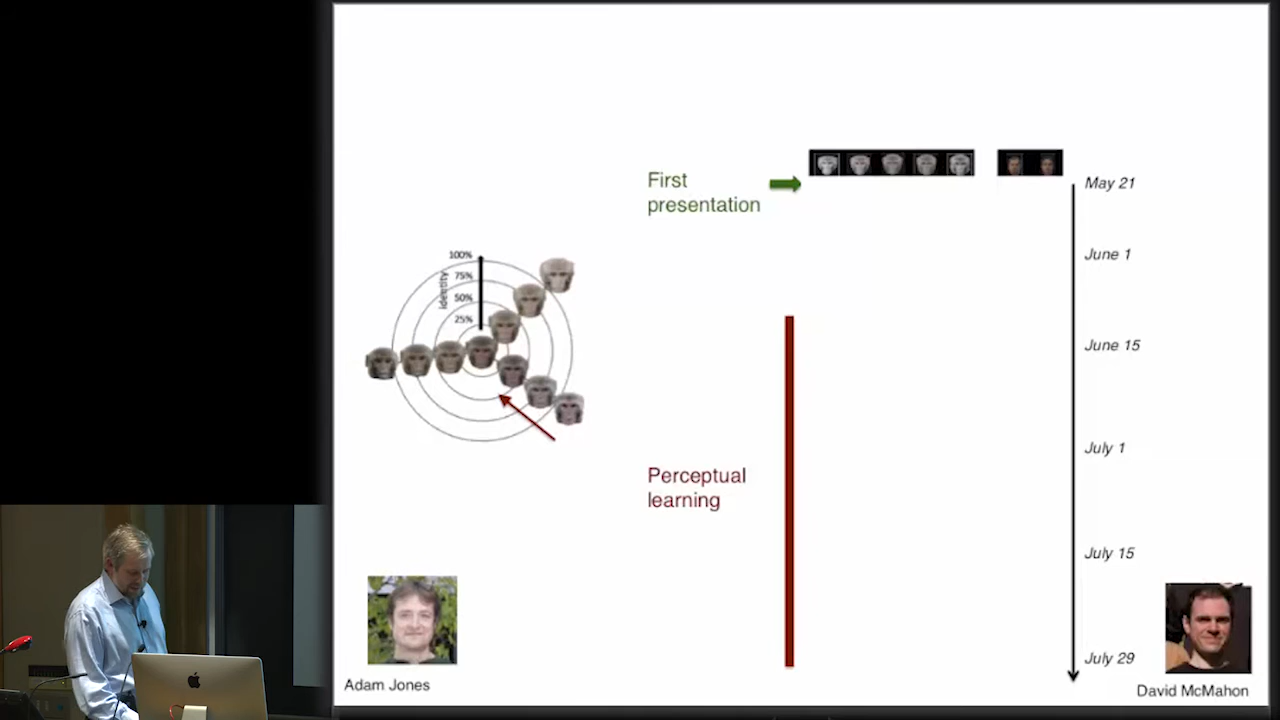 First
presentation
May 21
June 1
100%
75%
identity
50%
25%
June 15
July 1
Perceptual
learning
July 15
July 29
Adam Jones
David McMahon